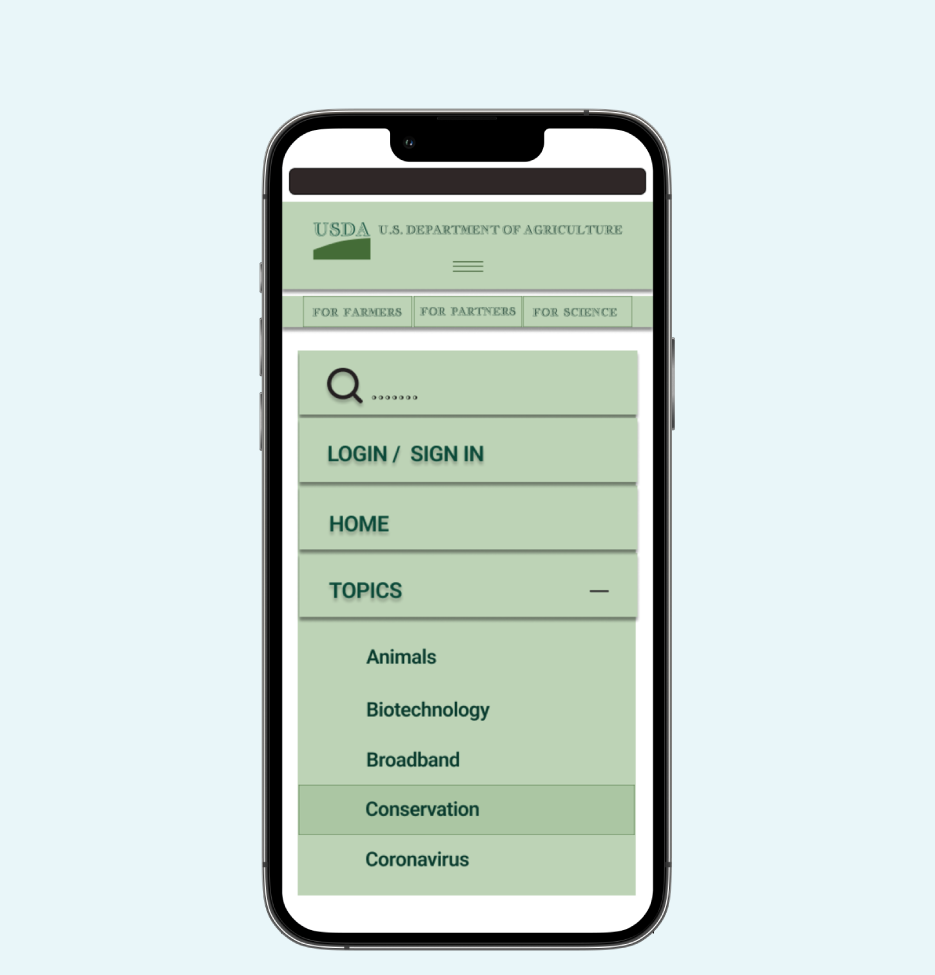 USDA U.S. DEPARTMENT OF AGRICULTURE
FOR FARMERS FOR PARTNERS FOR SCIENCE
.......
LOGIN / SIGN IN
HOME
TOPICS
Animals
Biotechnology
Broadband
Conservation
Coronavirus